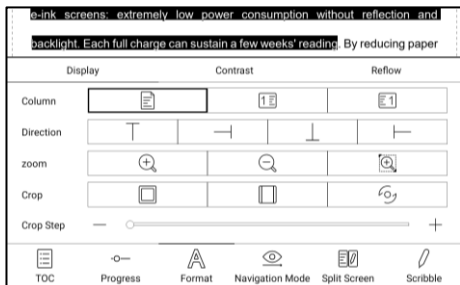 e-ink screens: extremely low power consumption without reflection and
backlight. Each full charge can sustain a few weeks' reading. By reducing paper
Display Contrast Reflow
Column 1 1
Direction
zoom
Crop
Crop Step
TOC Progress Format Navigation Mode Split Screen Scribble